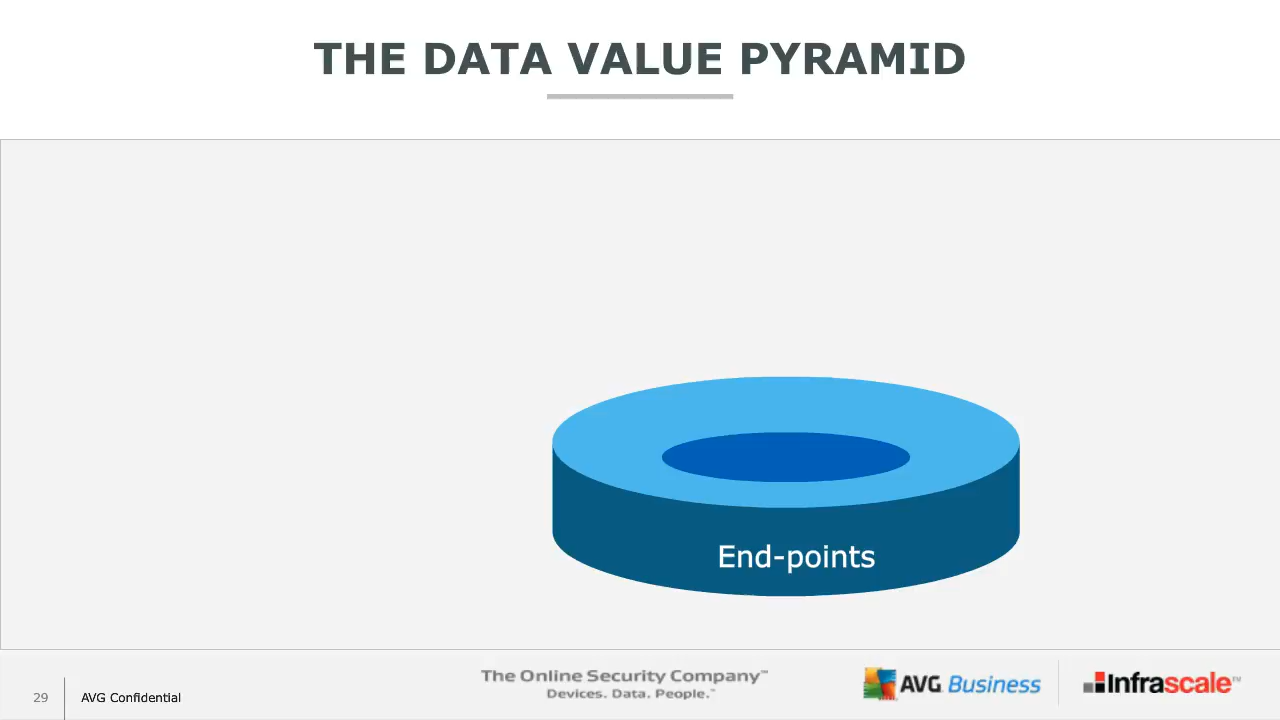 THE DATA VALUE PYRAMID
End-points
29
AVG Confidential
The Online Security Company™
Devices. Data. People.™
AVG Business
Infrascale™